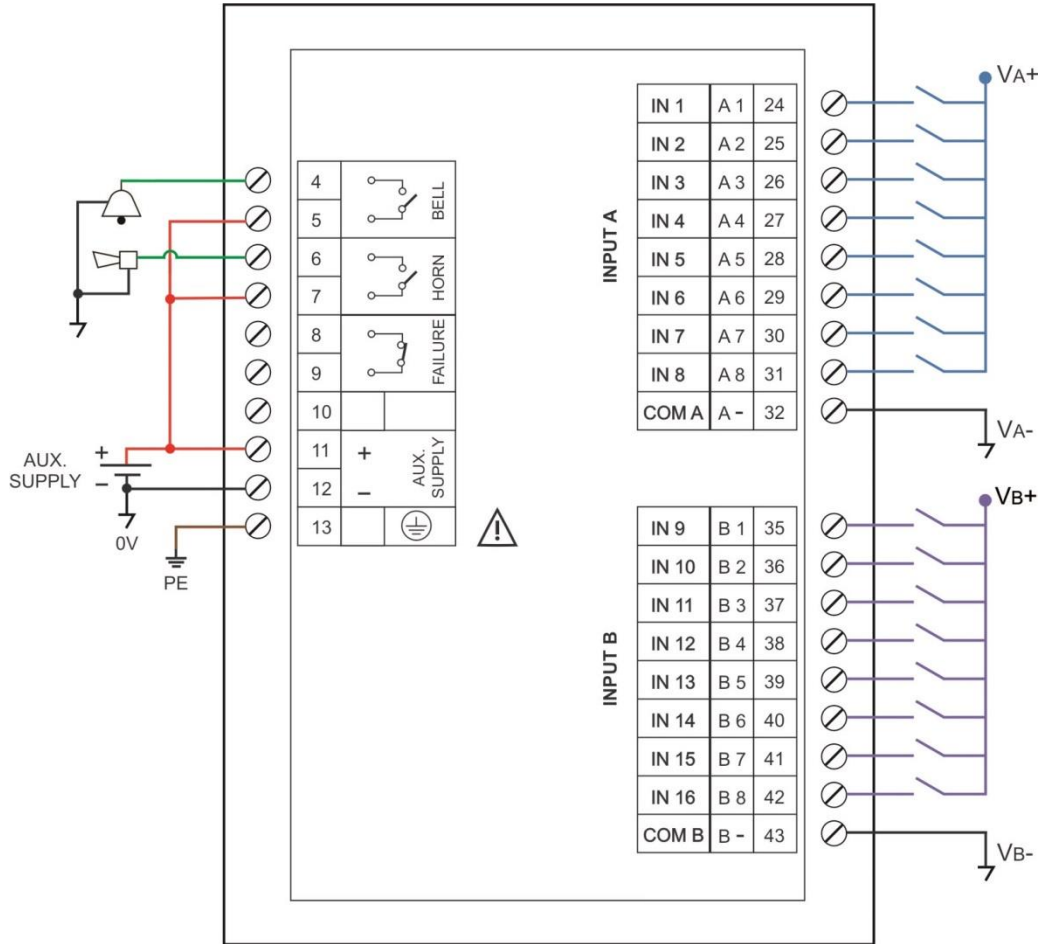 4
5
BELL
6
7
HORN
8
9
FAILURE
10
11
+
12
−
AUX.
SUPPLY
13
AUX.
SUPPLY
+
−
0V
PE
INPUT A
IN 1 A 1 24
IN 2 A 2 25
IN 3 A 3 26
IN 4 A 4 27
IN 5 A 5 28
IN 6 A 6 29
IN 7 A 7 30
IN 8 A 8 31
COM A A - 32
VA+
VA-
INPUT B
IN 9 B 1 35
IN 10 B 2 36
IN 11 B 3 37
IN 12 B 4 38
IN 13 B 5 39
IN 14 B 6 40
IN 15 B 7 41
IN 16 B 8 42
COM B B - 43
VB+
VB-